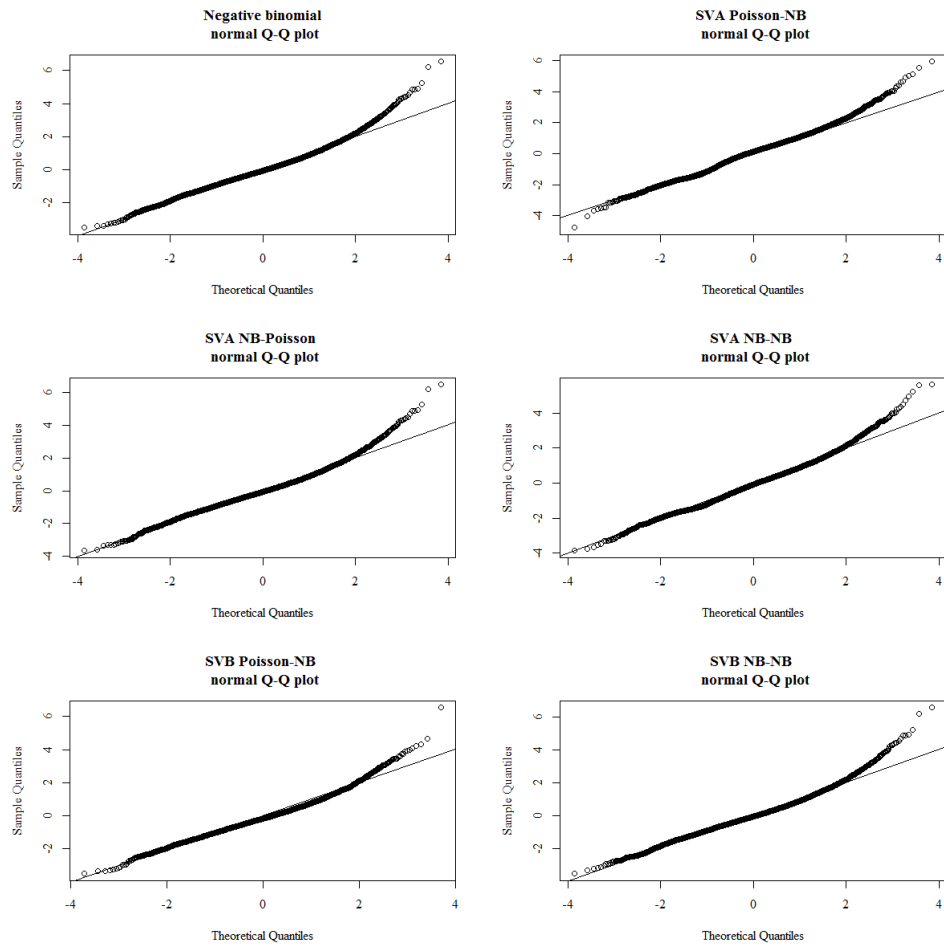 Negative binomial
normal Q-Q plot
Sample Quantiles
6
4
2
0
-2
-4
-2
0
2
4
Theoretical Quantiles
SVA Poisson-NB
normal Q-Q plot
Sample Quantiles
6
4
2
0
-2
-4
-4
-2
0
2
4
Theoretical Quantiles
SVA NB-Poisson
normal Q-Q plot
Sample Quantiles
6
4
2
0
-2
-4
-4
-2
0
2
4
Theoretical Quantiles
SVA NB-NB
normal Q-Q plot
Sample Quantiles
4
2
0
-2
-4
-4
-2
0
2
4
Theoretical Quantiles
SVB Poisson-NB
normal Q-Q plot
Sample Quantiles
6
4
2
0
-2
-4
-2
0
2
4
Theoretical Quantiles
SVB NB-NB
normal Q-Q plot
Sample Quantiles
6
4
2
0
-2
-4
-2
0
2
4
Theoretical Quantiles